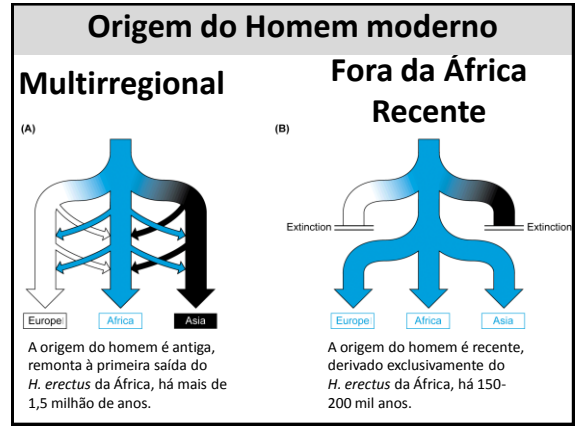 Origem do Homem moderno
Multirregional
Fora da África
Recente
(A)
(B)
Extinction
Extinction
Europe
Africa
Asia
Europe
Africa
Asia
A origem do homem é antiga,
remonta à primeira saída do
H. erectus da África, há mais de
1,5 milhão de anos.
A origem do homem é recente,
derivado exclusivamente do
H. erectus da África, há 150-
200 mil anos.